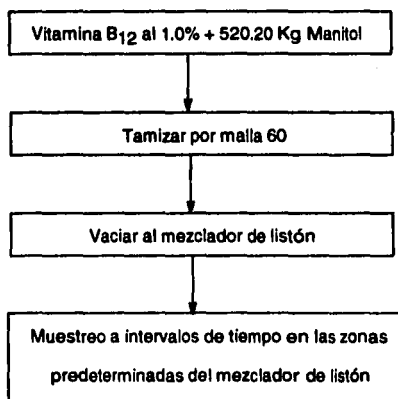 Vitamina B12 al 1.0% + 520.20 Kg Manitol
Tamizar por malla 60
Vaciar al mezclador de listón
Muestreo a intervalos de tiempo en las zonas
predeterminadas del mezclador de listón